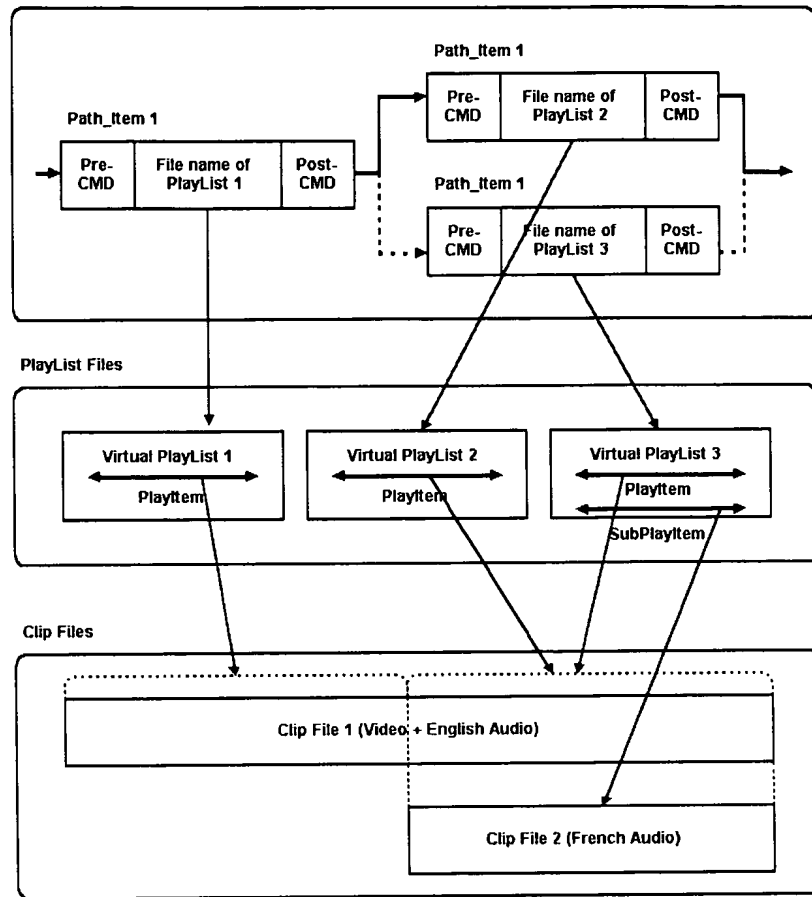 Path_Item 1
Pre-
CMD
File name of
PlayList 2
Post-
CMD
Path_Item 1
Pre-
CMD
File name of
PlayList 1
Post-
CMD
Path_Item 1
Pre-
CMD
File name of
PlayList 3
Post-
CMD
PlayList Files
Virtual PlayList 1
PlayItem
Virtual PlayList 2
PlayItem
Virtual PlayList 3
PlayItem
SubPlayItem
Clip Files
Clip File 1 (Video + English Audio)
Clip File 2 (French Audio)